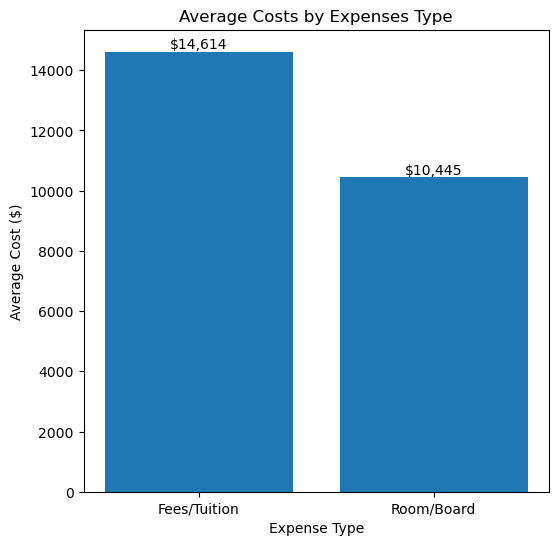 Average Costs by Expenses Type
$14,614
$10,445
14000
12000
10000
8000
6000
4000
2000
0
Average Cost ($)
Fees/Tuition
Room/Board
Expense Type